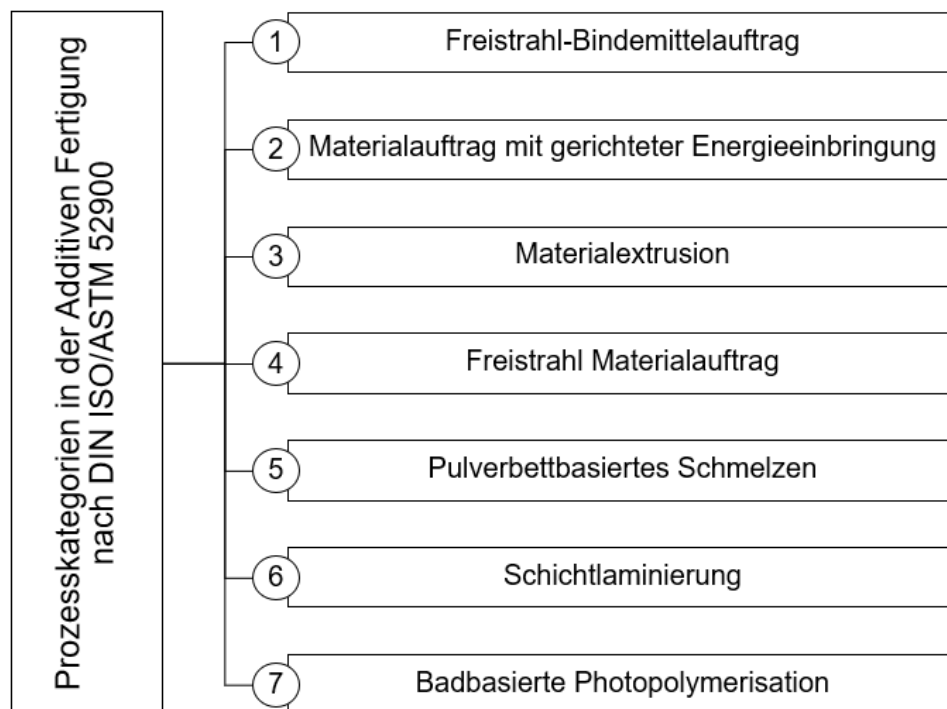 Prozesskategorien in der Additiven Fertigung
nach DIN ISO/ASTM 52900
1 Freistrahl-Bindemittelauftrag
2 Materialauftrag mit gerichteter Energieeinbringung
3 Materialextrusion
4 Freistrahl Materialauftrag
5 Pulverbettbasiertes Schmelzen
6 Schichtlaminierung
7 Badbasierte Photopolymerisation